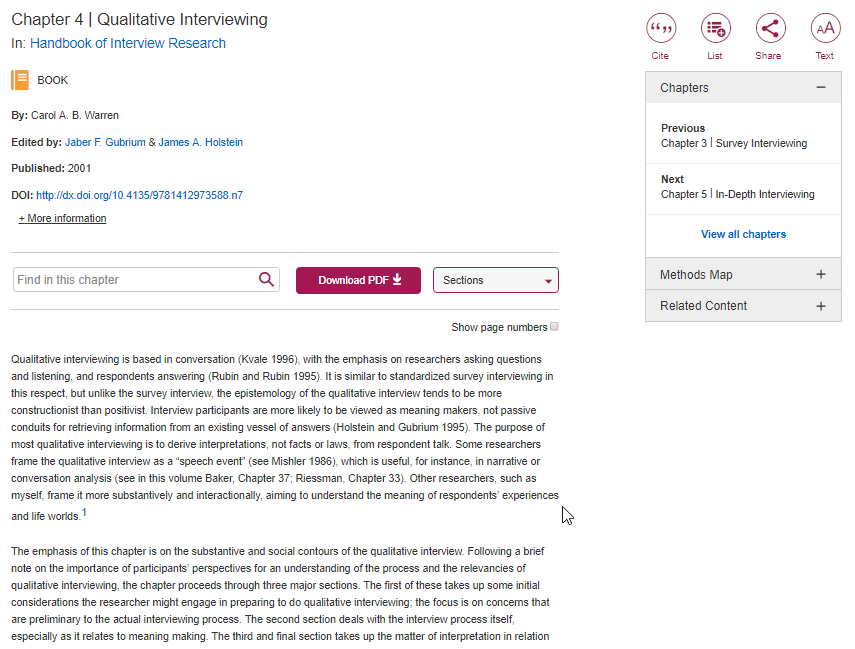 Chapter 4 | Qualitative Interviewing
In: Handbook of Interview Research
BOOK
By: Carol A. B. Warren
Edited by: Jaber F. Gubrium & James A. Holstein
Published: 2001
DOI: http://dx.doi.org/10.4135/9781412973588.n7
+ More information
Find in this chapter
Download PDF
Sections
Show page numbers
Qualitative interviewing is based in conversation (Kvale 1996), with the emphasis on researchers asking questions
and listening, and respondents answering (Rubin and Rubin 1995). It is similar to standardized survey interviewing in
this respect, but unlike the survey interview, the epistemology of the qualitative interview tends to be more
constructionist than positivist. Interview participants are more likely to be viewed as meaning makers, not passive
conduits for retrieving information from an existing vessel of answers (Holstein and Gubrium 1995). The purpose of
most qualitative interviewing is to derive interpretations, not facts or laws, from respondent talk. Some researchers
frame the qualitative interview as a “speech event” (see Mishler 1986), which is useful, for instance, in narrative or
conversation analysis (see in this volume Baker, Chapter 37; Riessman, Chapter 33). Other researchers, such as
myself, frame it more substantively and interactionally, aiming to understand the meaning of respondents’ experiences
and life worlds.1
The emphasis of this chapter is on the substantive and social contours of the qualitative interview. Following a brief
note on the importance of participants’ perspectives for an understanding of the process and the relevancies of
qualitative interviewing, the chapter proceeds through three major sections. The first of these takes up some initial
considerations the researcher might engage in preparing to do qualitative interviewing; the focus is on concerns that
are preliminary to the actual interviewing process. The second section deals with the interview process itself,
especially as it relates to meaning making. The third and final section takes up the matter of interpretation in relation
Cite
List
Share
AA
Text
Chapters
Previous
Chapter 3 | Survey Interviewing
Next
Chapter 5 | In-Depth Interviewing
View all chapters
Methods Map
Related Content